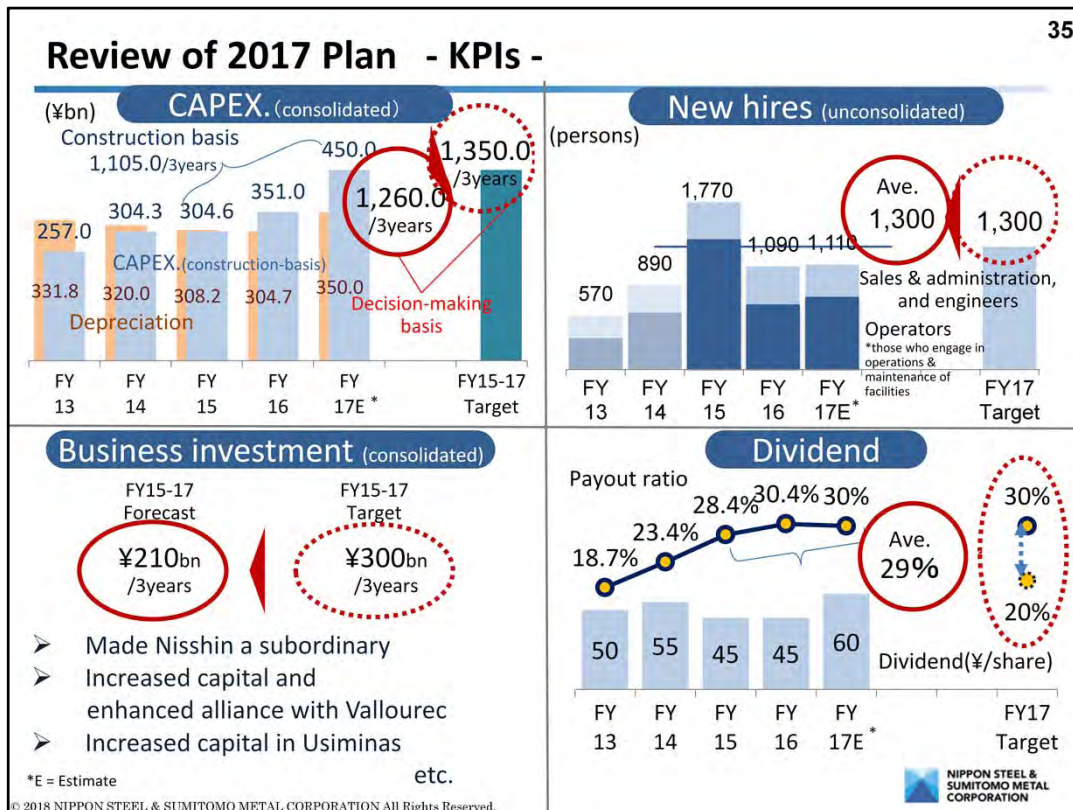 35
Review of 2017 Plan - KPIs -
CAPEX. (consolidated)
(¥bn)
Construction basis
1,105.0/3years
257.0
304.3
304.6
351.0
450.0
1,260.0
/3years
1,350.0
/3years
CAPEX.(construction-basis)
331.8
320.0
308.2
304.7
350.0
Depreciation
Decision-making
basis
FY
13
FY
14
FY
15
FY
16
FY
17E *
FY15-17
Target
New hires (unconsolidated)
(persons)
570
890
1,770
1,090
1,110
Ave.
1,300
1,300
Sales & administration,
and engineers
Operators
*those who engage in
operations &
maintenance of
facilities
FY
13
FY
14
FY
15
FY
16
FY
17E*
FY17
Target
Business investment (consolidated)
FY15-17
Forecast
FY15-17
Target
¥210bn
/3years
¥300bn
/3years
➢ Made Nisshin a subordinary
➢ Increased capital and
enhanced alliance with Vallourec
➢ Increased capital in Usiminas
etc.
*E = Estimate
Dividend
Payout ratio
18.7%
23.4%
28.4%
30.4%
30%
Ave.
29%
30%
20%
50
55
45
45
60
Dividend(¥/share)
FY
13
FY
14
FY
15
FY
16
FY
17E *
FY17
Target
NIPPON STEEL &
SUMITOMO METAL
CORPORATION
© 2018 NIPPON STEEL & SUMITOMO METAL CORPORATION All Rights Reserved.